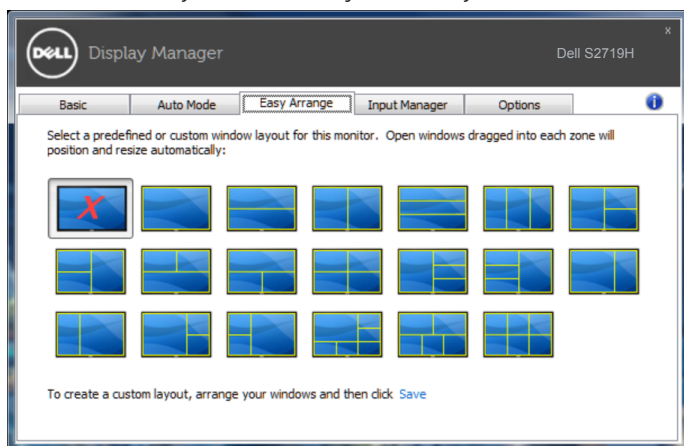 DELL
Display Manager
x
Dell S2719H
Basic
Auto Mode
Easy Arrange
Input Manager
Options
Select a predefined or custom window layout for this monitor. Open windows dragged into each zone will
position and resize automatically:
To create a custom layout, arrange your windows and then click Save